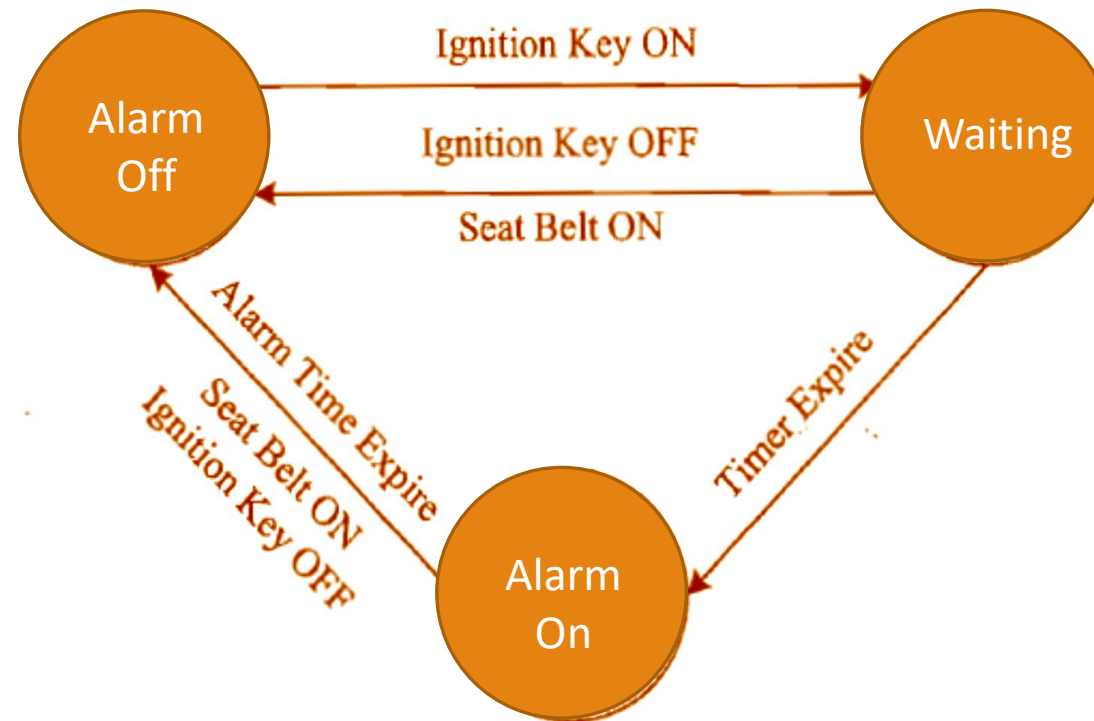 Ignition Key ON
Alarm
Off
Waiting
Ignition Key OFF
Seat Belt ON
Alarm Time Expire
Seat Belt ON
Ignition Key OFF
Timer Expire
Alarm
On